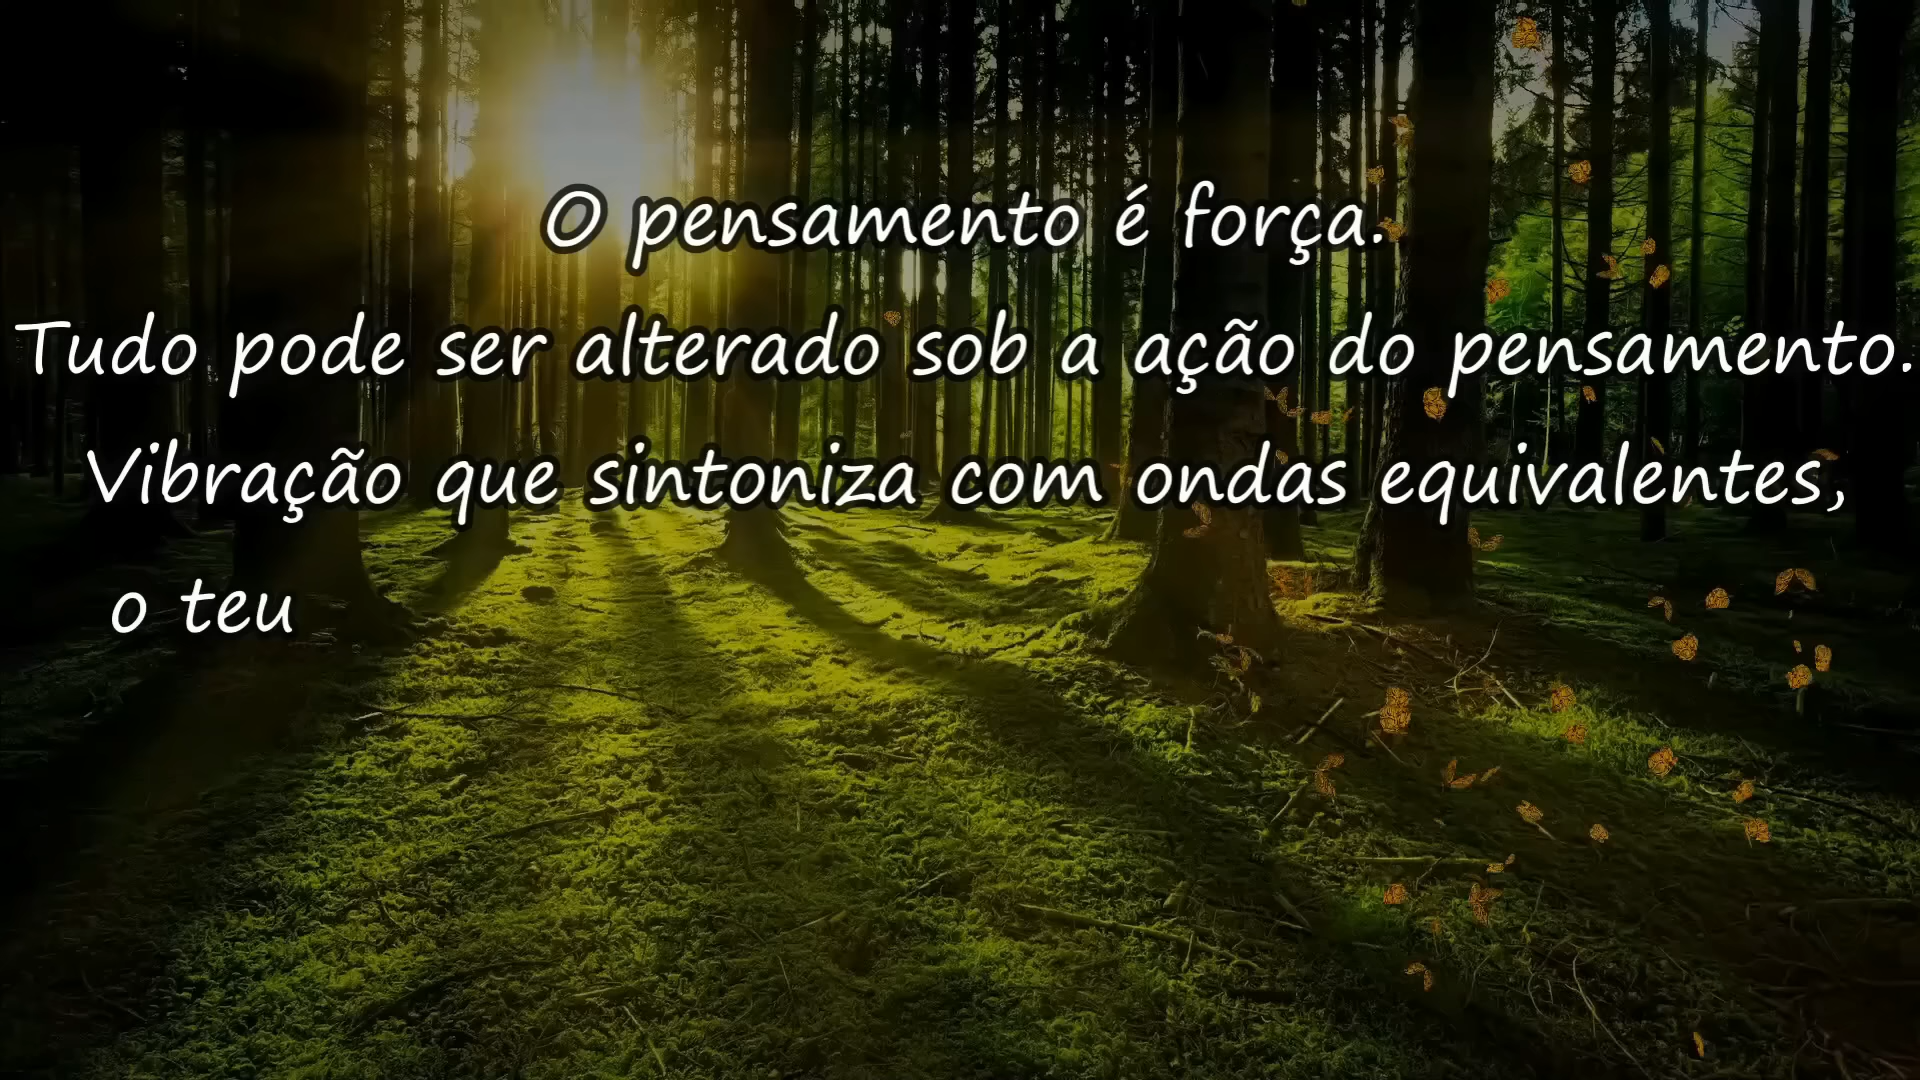 O pensamento é força.
Tudo pode ser alterado sob a ação do pensamento.
Vibração que sintoniza com ondas equivalentes,
o teu